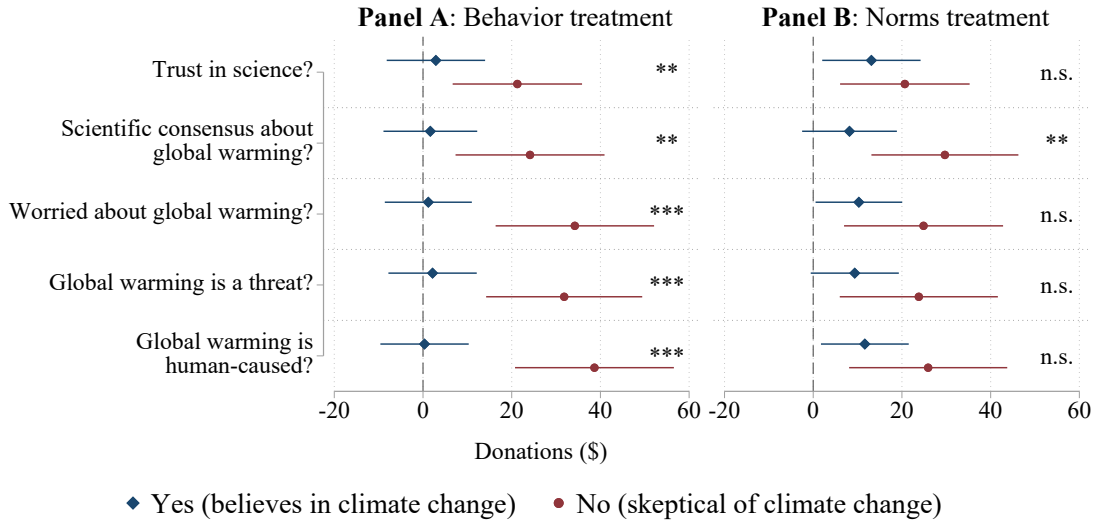 Panel A: Behavior treatment
Panel B: Norms treatment
Trust in science?
**
n.s.
Scientific consensus about
global warming?
**
**
Worried about global warming?
***
n.s.
Global warming is a threat?
***
n.s.
Global warming is
human-caused?
***
n.s.
-20 0 20 40 60
-20 0 20 40 60
Donations ($)
Yes (believes in climate change)
No (skeptical of climate change)